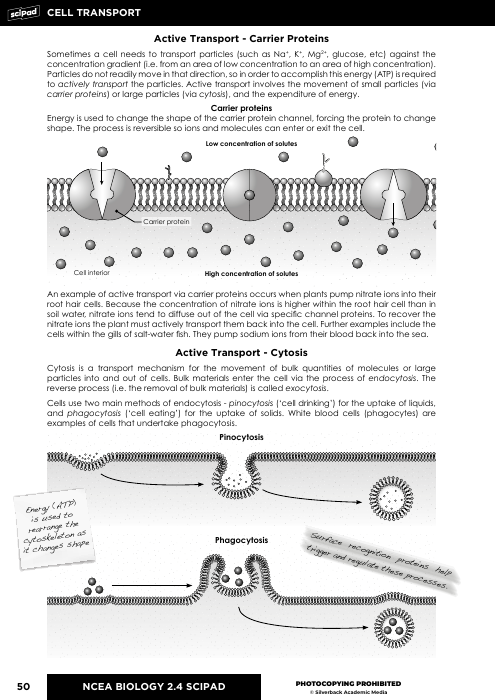 scipad CELL TRANSPORT
Active Transport - Carrier Proteins
Sometimes a cell needs to transport particles (such as Na⁺, K⁺, Mg²⁺, glucose, etc) against the
concentration gradient (i.e. from an area of low concentration to an area of high concentration).
Particles do not readily move in that direction, so in order to accomplish this energy (ATP) is required
to actively transport the particles. Active transport involves the movement of small particles (via
carrier proteins) or large particles (via cytosis), and the expenditure of energy.
Carrier proteins
Energy is used to change the shape of the carrier protein channel, forcing the protein to change
shape. The process is reversible so ions and molecules can enter or exit the cell.
Low concentration of solutes
Carrier protein
Cell interior
High concentration of solutes
An example of active transport via carrier proteins occurs when plants pump nitrate ions into their
root hair cells. Because the concentration of nitrate ions is higher within the root hair cell than in
soil water, nitrate ions tend to diffuse out of the cell via specific channel proteins. To recover the
nitrate ions the plant must actively transport them back into the cell. Further examples include the
cells within the gills of salt-water fish. They pump sodium ions from their blood back into the sea.
Active Transport - Cytosis
Cytosis is a transport mechanism for the movement of bulk quantities of molecules or large
particles into and out of cells. Bulk materials enter the cell via the process of endocytosis. The
reverse process (i.e. the removal of bulk materials) is called exocytosis.
Cells use two main methods of endocytosis - pinocytosis ('cell drinking') for the uptake of liquids,
and phagocytosis ('cell eating') for the uptake of solids. White blood cells (phagocytes) are
examples of cells that undertake phagocytosis.
Pinocytosis
Energy (ATP)
is used to
rearrange the
cytoskeleton as
it changes shape
Phagocytosis
Surface recognition proteins help
trigger and regulate these processes.
50
NCEA BIOLOGY 2.4 SCIPAD
PHOTOCOPYING PROHIBITED
© Silverback Academic Media